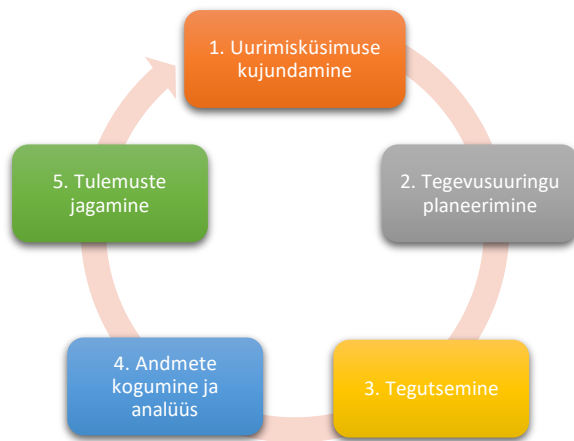 1. Uurimisküsimuse
kujundamine
2. Tegevusuuringu
planeerimine
3. Tegutsemine
4. Andmete
kogumine ja
analüüs
5. Tulemuste
jagamine